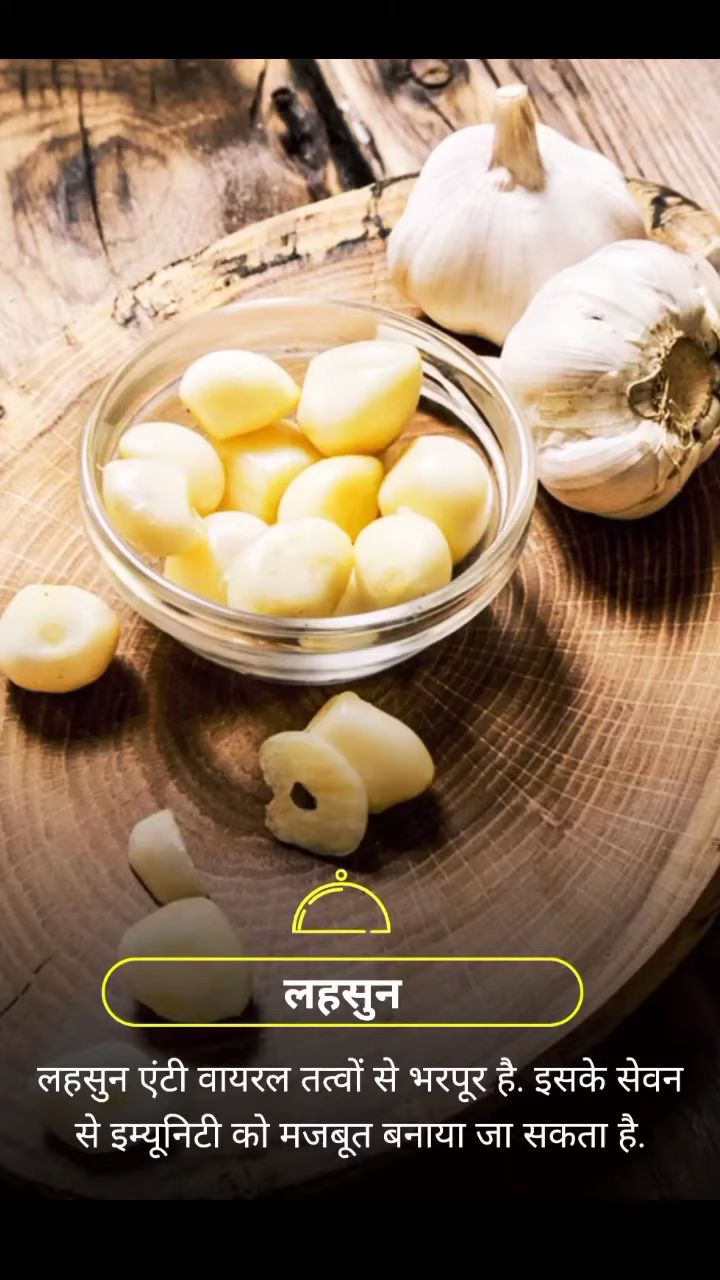 लहसुन
लहसुन एंटी वायरल तत्वों से भरपूर है. इसके सेवन
से इम्यूनिटी को मजबूत बनाया जा सकता है.